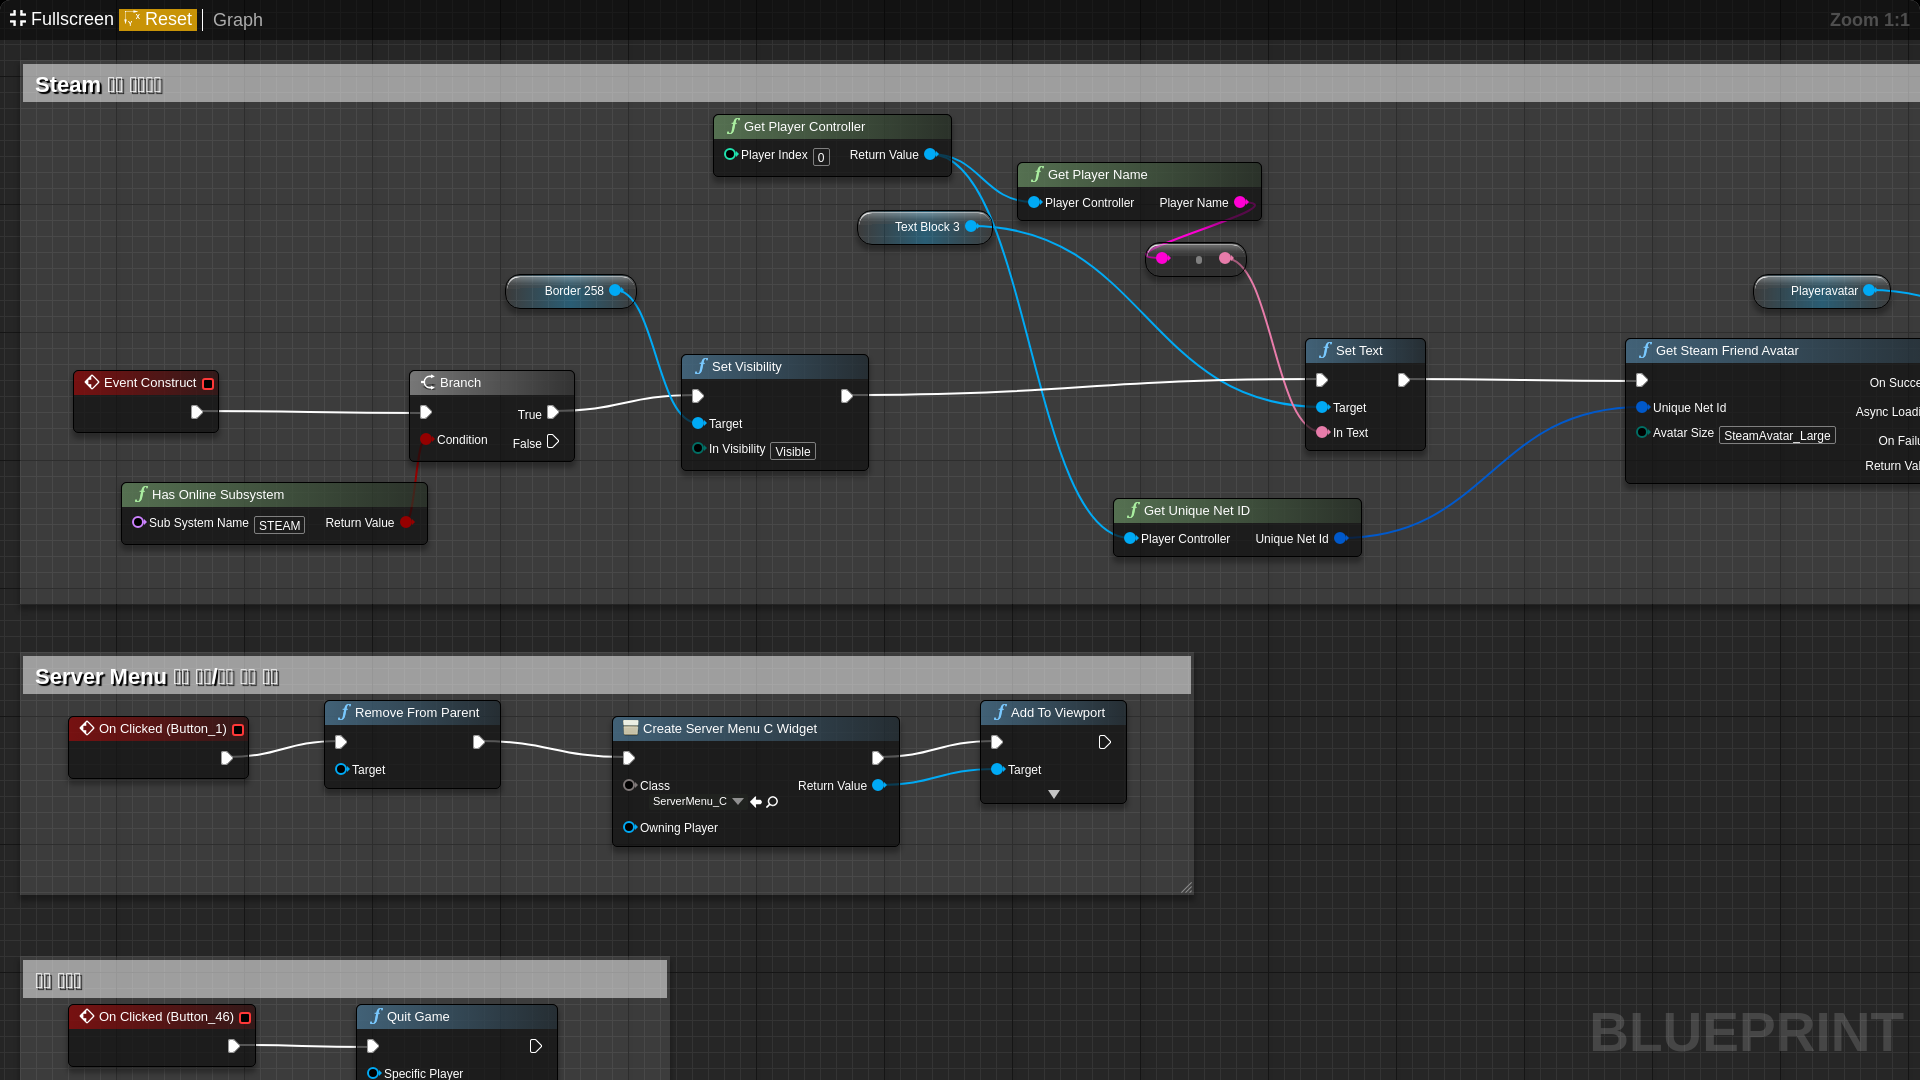 Fullscreen Reset Graph Zoom 1:1
Steam
Get Player Controller
Player Index 0 Return Value
Get Player Name
Player Controller Player Name
Text Block 3
Border 258
Playeravatar
Event Construct
Branch
True
Condition
False
Set Visibility
Target
In Visibility Visible
Set Text
Target
In Text
Get Steam Friend Avatar
On Succe
Unique Net Id
Async Loadi
Avatar Size SteamAvatar_Large
On Failu
Return Val
Has Online Subsystem
Sub System Name STEAM Return Value
Get Unique Net ID
Player Controller Unique Net Id
Server Menu /
On Clicked (Button_1)
Remove From Parent
Target
Create Server Menu C Widget
Class Return Value
ServerMenu_C
Owning Player
Add To Viewport
Target
On Clicked (Button_46)
Quit Game
Specific Player
BLUEPRINT